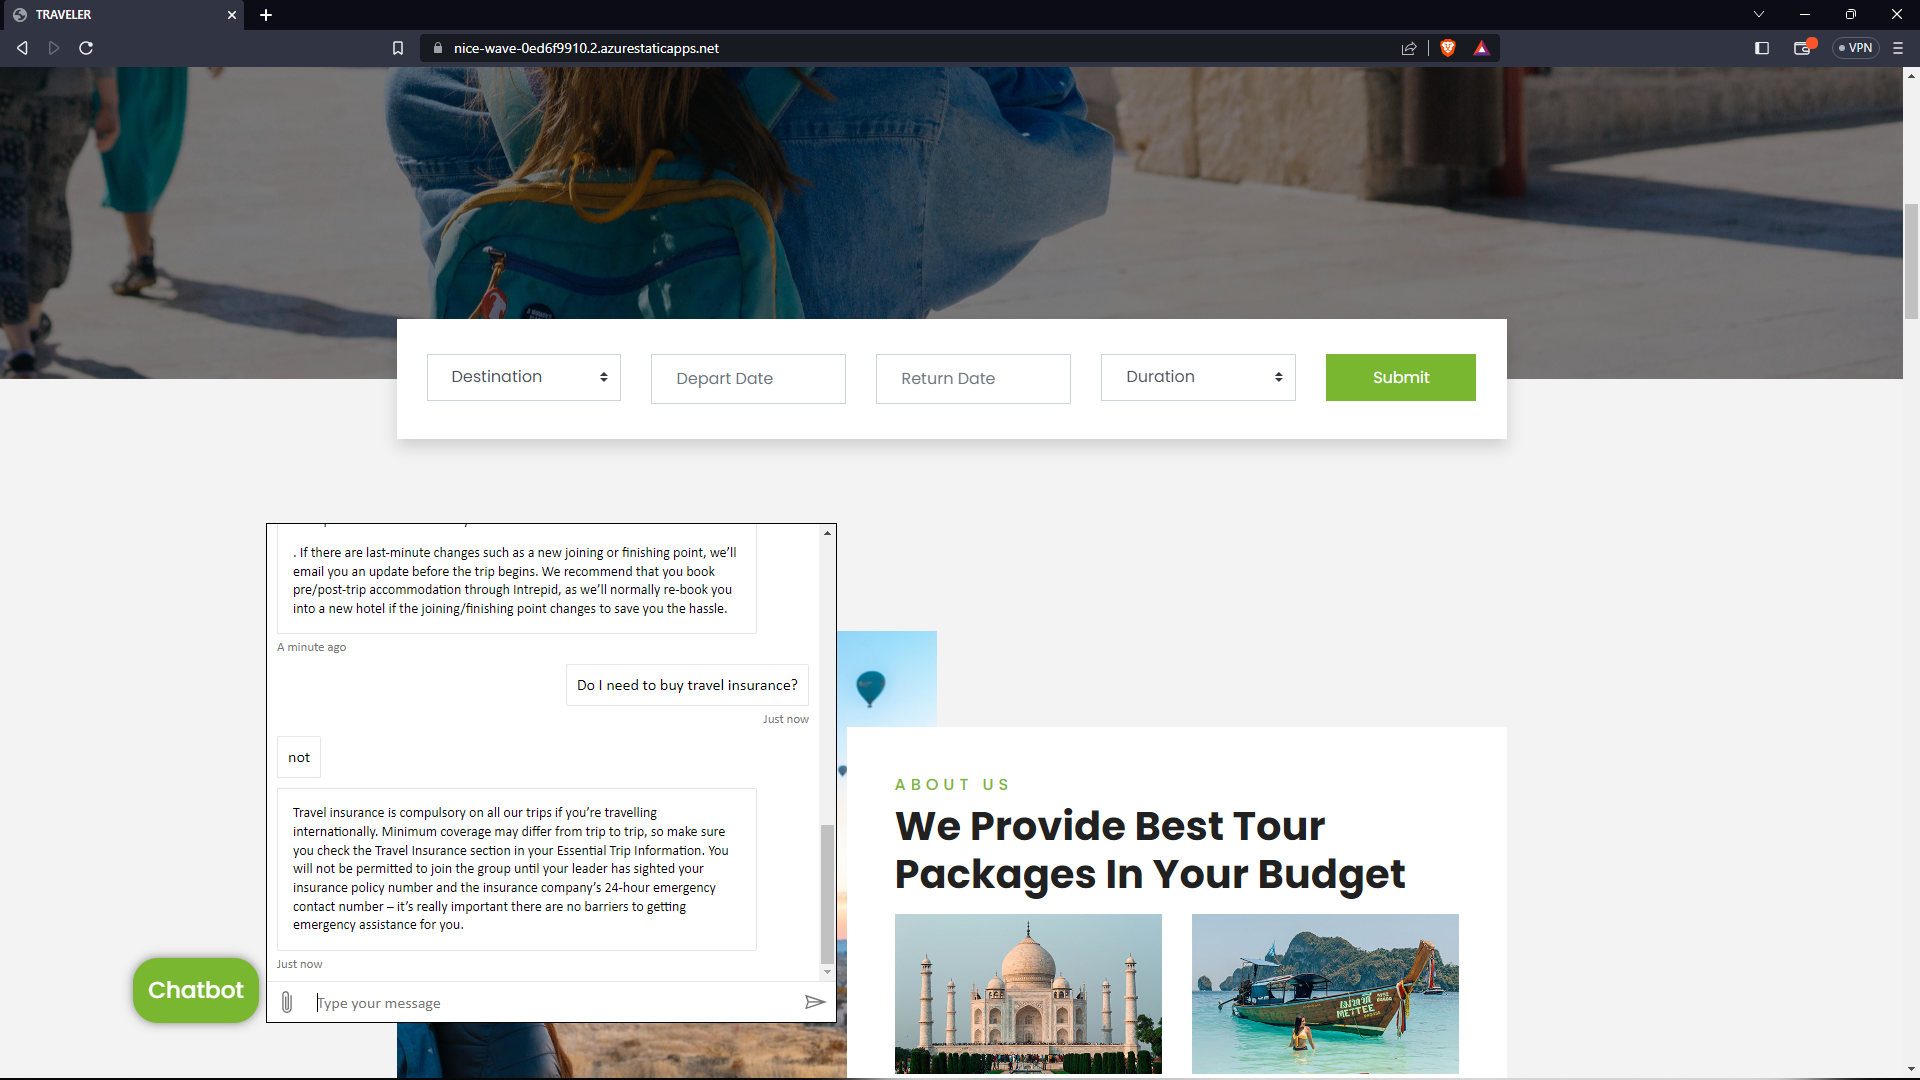 TRAVELER
nice-wave-0ed6f9910.2.azurestaticapps.net
VPN
Destination
Depart Date
Return Date
Duration
Submit
. If there are last-minute changes such as a new joining or finishing point, we’ll
email you an update before the trip begins. We recommend that you book
pre/post-trip accommodation through Intrepid, as we’ll normally re-book you
into a new hotel if the joining/finishing point changes to save you the hassle.
A minute ago
Do I need to buy travel insurance?
Just now
not
Travel insurance is compulsory on all our trips if you’re travelling
internationally. Minimum coverage may differ from trip to trip, so make sure
you check the Travel Insurance section in your Essential Trip Information. You
will not be permitted to join the group until your leader has sighted your
insurance policy number and the insurance company’s 24-hour emergency
contact number – it’s really important there are no barriers to getting
emergency assistance for you.
Just now
Chatbot
Type your message
ABOUT US
We Provide Best Tour
Packages In Your Budget
METTEE